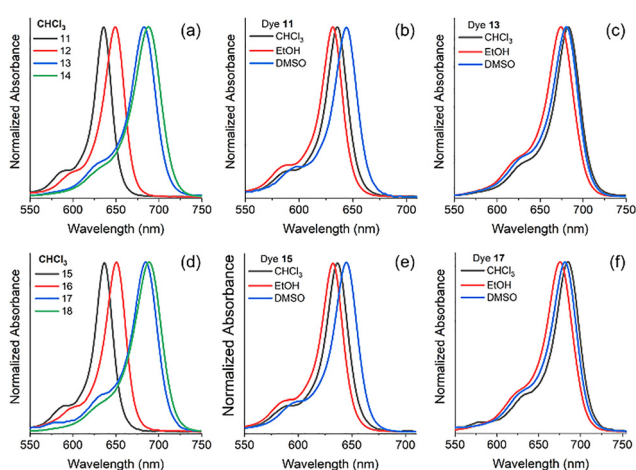 CHCl3
11
12
13
14
(a)
Normalized Absorbance
550 600 650 700 750
Wavelength (nm)
Dye 11
CHCl3
EtOH
DMSO
(b)
Normalized Absorbance
550 600 650 700
Wavelength (nm)
Dye 13
CHCl3
EtOH
DMSO
(c)
Normalized Absorbance
550 600 650 700 750
Wavelength (nm)
CHCl3
15
16
17
18
(d)
Normalized Absorbance
550 600 650 700 750
Wavelength (nm)
Dye 15
CHCl3
EtOH
DMSO
(e)
Normalized Absorbance
550 600 650 700
Wavelength (nm)
Dye 17
CHCl3
EtOH
DMSO
(f)
Normalized Absorbance
550 600 650 700 750
Wavelength (nm)